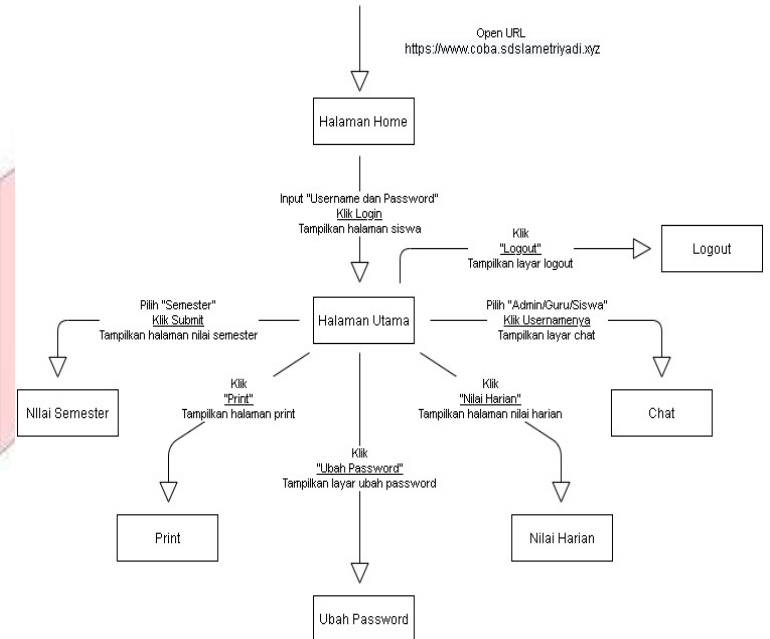 Open URL
https://www.coba.sdslametriyadi.xyz
Halaman Home
Input "Username dan Password"
Klik Login
Tampilkan halaman siswa
Klik
"Logout"
Tampilkan layar logout
Logout
Pilih "Semester"
Klik Submit
Tampilkan halaman nilai semester
Halaman Utama
Pilih "Admin/Guru/Siswa"
Klik Usernamenya
Tampilkan layar chat
NIlai Semester
Klik
"Print"
Tampilkan halaman print
Klik
"Nilai Harian"
Tampilkan halaman nilai harian
Chat
Klik
"Ubah Password"
Tampilkan layar ubah password
Print
Nilai Harian
Ubah Password